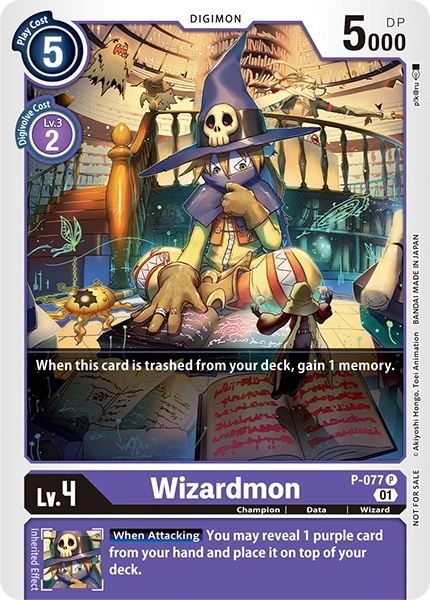 DIGIMON
Play Cost
5
DP
5000
Digivolve Cost
Lv.3
2
p!k@ru
© Akiyoshi Hongo, Toei Animation BANDAI MADE IN JAPAN
NOT FOR SALE
When this card is trashed from your deck, gain 1 memory.
Lv.4
Wizardmon
P-077 P
01
Champion | Data | Wizard
Inherited Effect
When Attacking You may reveal 1 purple card
from your hand and place it on top of your
deck.